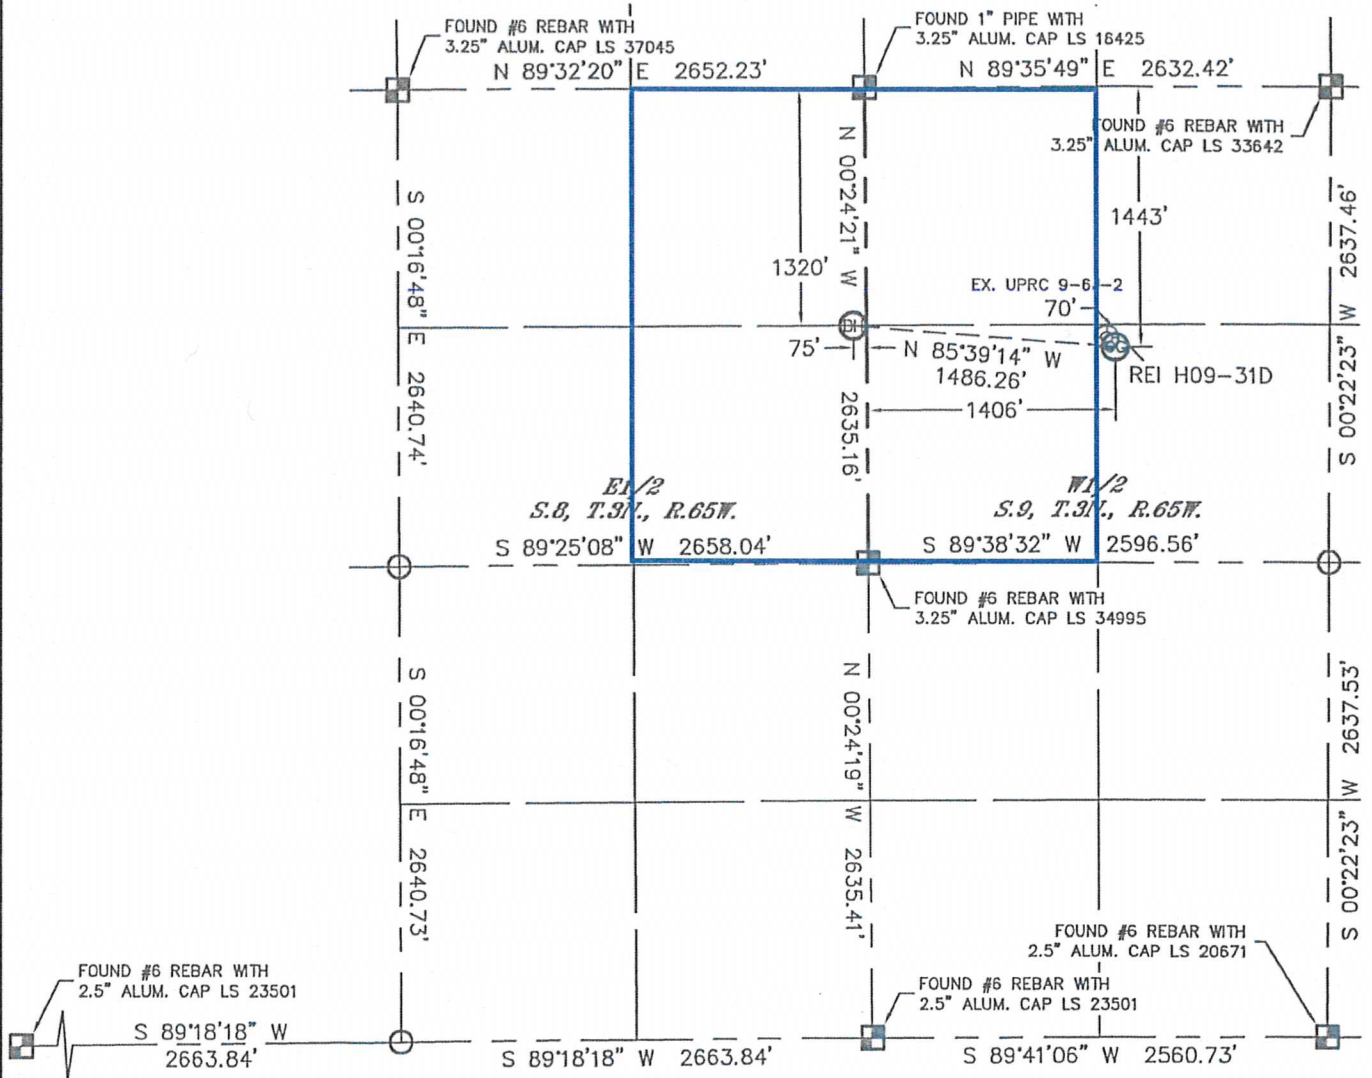 FOUND #6 REBAR WITH
3.25" ALUM. CAP LS 37045
FOUND 1" PIPE WITH
3.25" ALUM. CAP LS 16425
N 89°32'20" E 2652.23'
N 89°35'49" E 2632.42'
FOUND #6 REBAR WITH
3.25" ALUM. CAP LS 33642
S 00°16'48" E 2640.74'
N 00°24'21" W 2635.16'
S 00°22'23" W 2637.46'
1320'
1443'
EX. UPRC 9-6 -2
70'
75'
N 85°39'14" W
1486.26'
REI H09-31D
1406'
E1/2
S.8, T.3N., R.65W.
W1/2
S.9, T.3N., R.65W.
S 89°25'08" W 2658.04'
S 89°38'32" W 2596.56'
FOUND #6 REBAR WITH
3.25" ALUM. CAP LS 34995
S 00°16'48" E 2640.73'
N 00°24'19" W 2635.41'
S 00°22'23" W 2637.53'
FOUND #6 REBAR WITH
2.5" ALUM. CAP LS 20671
FOUND #6 REBAR WITH
2.5" ALUM. CAP LS 23501
FOUND #6 REBAR WITH
2.5" ALUM. CAP LS 23501
S 89°18'18" W
2663.84'
S 89°18'18" W 2663.84'
S 89°41'06" W 2560.73'